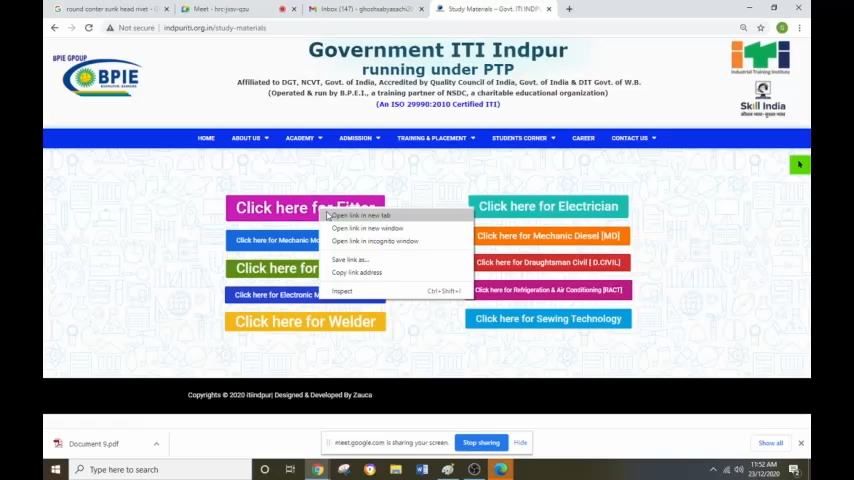 round center sunk head rivet - G
Meet - hrc-jxsv-qzu
Inbox (147) - ghoshsabyasachi20
Study Materials – Govt. ITI INDP
Not secure | indpuriti.org.in/study-materials
BPIE GROUP
BPIE
Government ITI Indpur
running under PTP
Affiliated to DGT, NCVT, Govt. of India, Accredited by Quality Council of India, Govt. of India & DIT Govt. of W.B.
(Operated & run by B.P.E.I., a training partner of NSDC, a charitable educational organization)
(An ISO 29990:2010 Certified ITI)
iTi
Industrial Training Institute
Skill India
HOME ABOUT US ACADEMY ADMISSION TRAINING & PLACEMENT STUDENTS CORNER CAREER CONTACT US
Click here for Fitter
Click here for Electrician
Open link in new tab
Open link in new window
Open link in incognito window
Save link as...
Copy link address
Inspect Ctrl+Shift+I
Click here for Mechanic Mo
Click here for Mechanic Diesel [MD]
Click here for
Click here for Draughtsman Civil [ D.CIVIL]
Click here for Electronic M
Click here for Refrigeration & Air Conditioning [RACT]
Click here for Welder
Click here for Sewing Technology
Copyrights © 2020 itiindpur| Designed & Developed By Zauca
Document 9.pdf
meet.google.com is sharing your screen.
Stop sharing
Hide
Show all
Type here to search
11:52 AM
23/12/2020